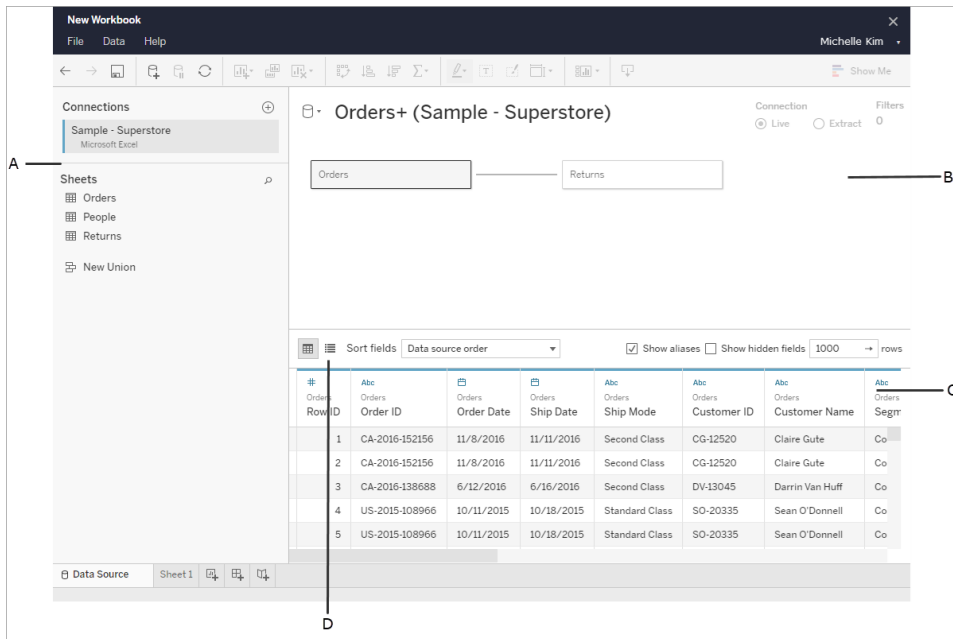 New Workbook
File Data Help
Michelle Kim
Show Me
Connections
Sample - Superstore
Microsoft Excel
A
Sheets
Orders
People
Returns
New Union
Orders+ (Sample - Superstore)
Connection
Live Extract
Filters
0
Orders
Returns
B
Sort fields Data source order Show aliases Show hidden fields 1000 → rows
# Abc Abc Abc Abc Abc
Orders Orders Orders Orders Orders Orders Orders Orders
C
Row ID Order ID Order Date Ship Date Ship Mode Customer ID Customer Name Segm
1 CA-2016-152156 11/8/2016 11/11/2016 Second Class CG-12520 Claire Gute Co
2 CA-2016-152156 11/8/2016 11/11/2016 Second Class CG-12520 Claire Gute Co
3 CA-2016-138688 6/12/2016 6/16/2016 Second Class DV-13045 Darrin Van Huff Co
4 US-2015-108966 10/11/2015 10/18/2015 Standard Class SO-20335 Sean O'Donnell Co
5 US-2015-108966 10/11/2015 10/18/2015 Standard Class SO-20335 Sean O'Donnell Co
Data Source Sheet 1
D